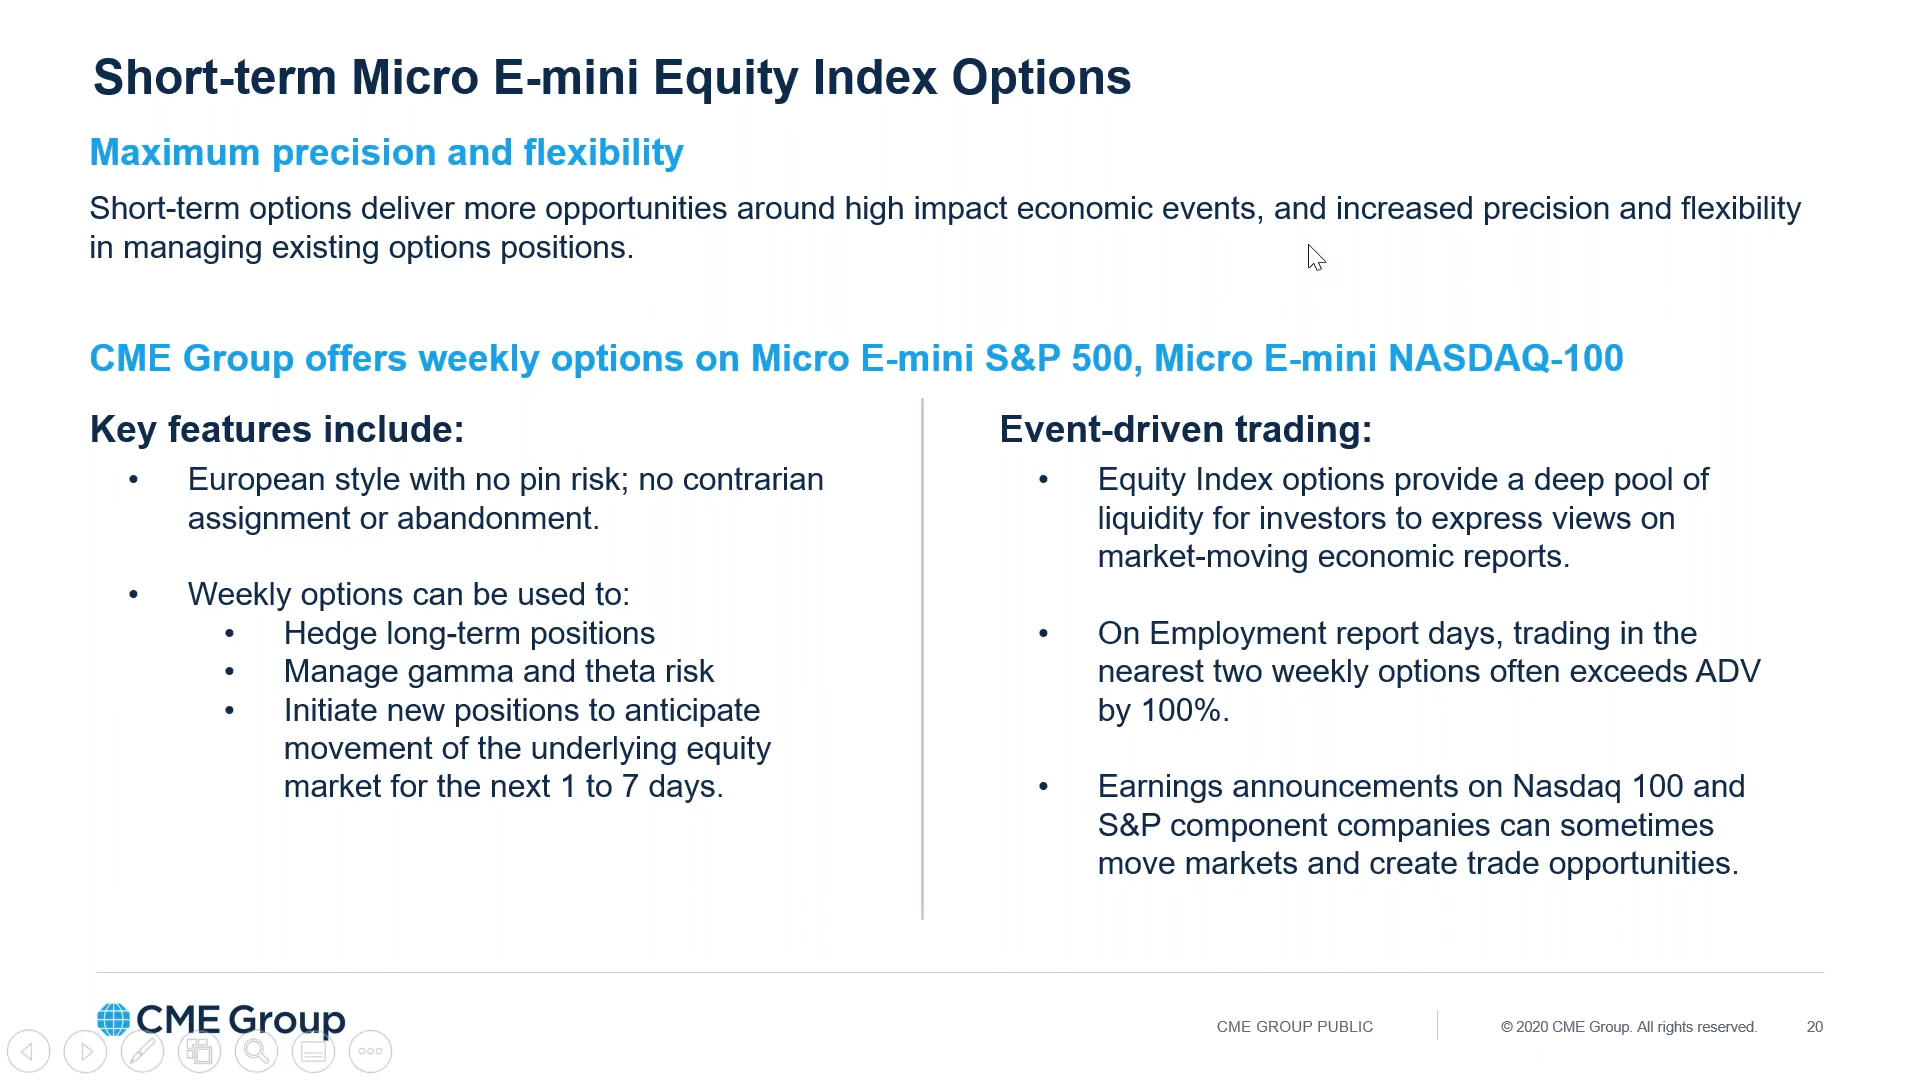 Short-term Micro E-mini Equity Index Options
Maximum precision and flexibility
Short-term options deliver more opportunities around high impact economic events, and increased precision and flexibility
in managing existing options positions.
CME Group offers weekly options on Micro E-mini S&P 500, Micro E-mini NASDAQ-100
Key features include:
• European style with no pin risk; no contrarian
assignment or abandonment.
• Weekly options can be used to:
• Hedge long-term positions
• Manage gamma and theta risk
• Initiate new positions to anticipate
movement of the underlying equity
market for the next 1 to 7 days.
Event-driven trading:
• Equity Index options provide a deep pool of
liquidity for investors to express views on
market-moving economic reports.
• On Employment report days, trading in the
nearest two weekly options often exceeds ADV
by 100%.
• Earnings announcements on Nasdaq 100 and
S&P component companies can sometimes
move markets and create trade opportunities.
CME Group
CME GROUP PUBLIC
© 2020 CME Group. All rights reserved.
20